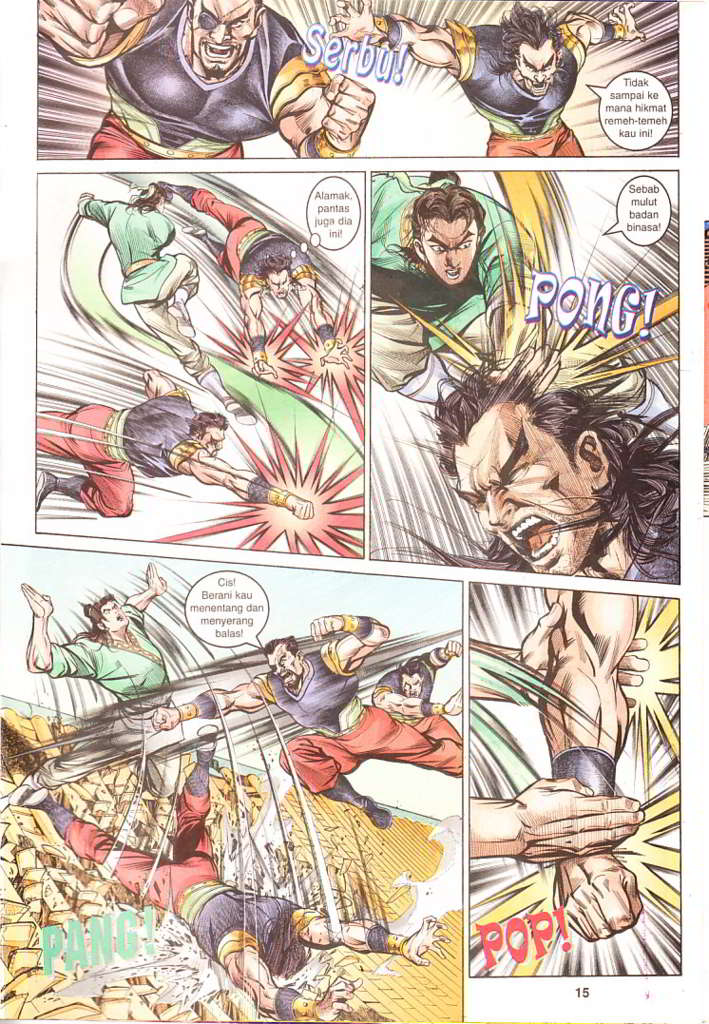 Serbu!
Tidak
sampai ke
mana hikmat
remeh-temeh
kau ini!
Alamak,
pantas
juga dia
ini!
Sebab
mulut
badan
binasa!
PONG!
Cis!
Berani kau
menentang dan
menyerang
balas!
PANG!
POP!
15